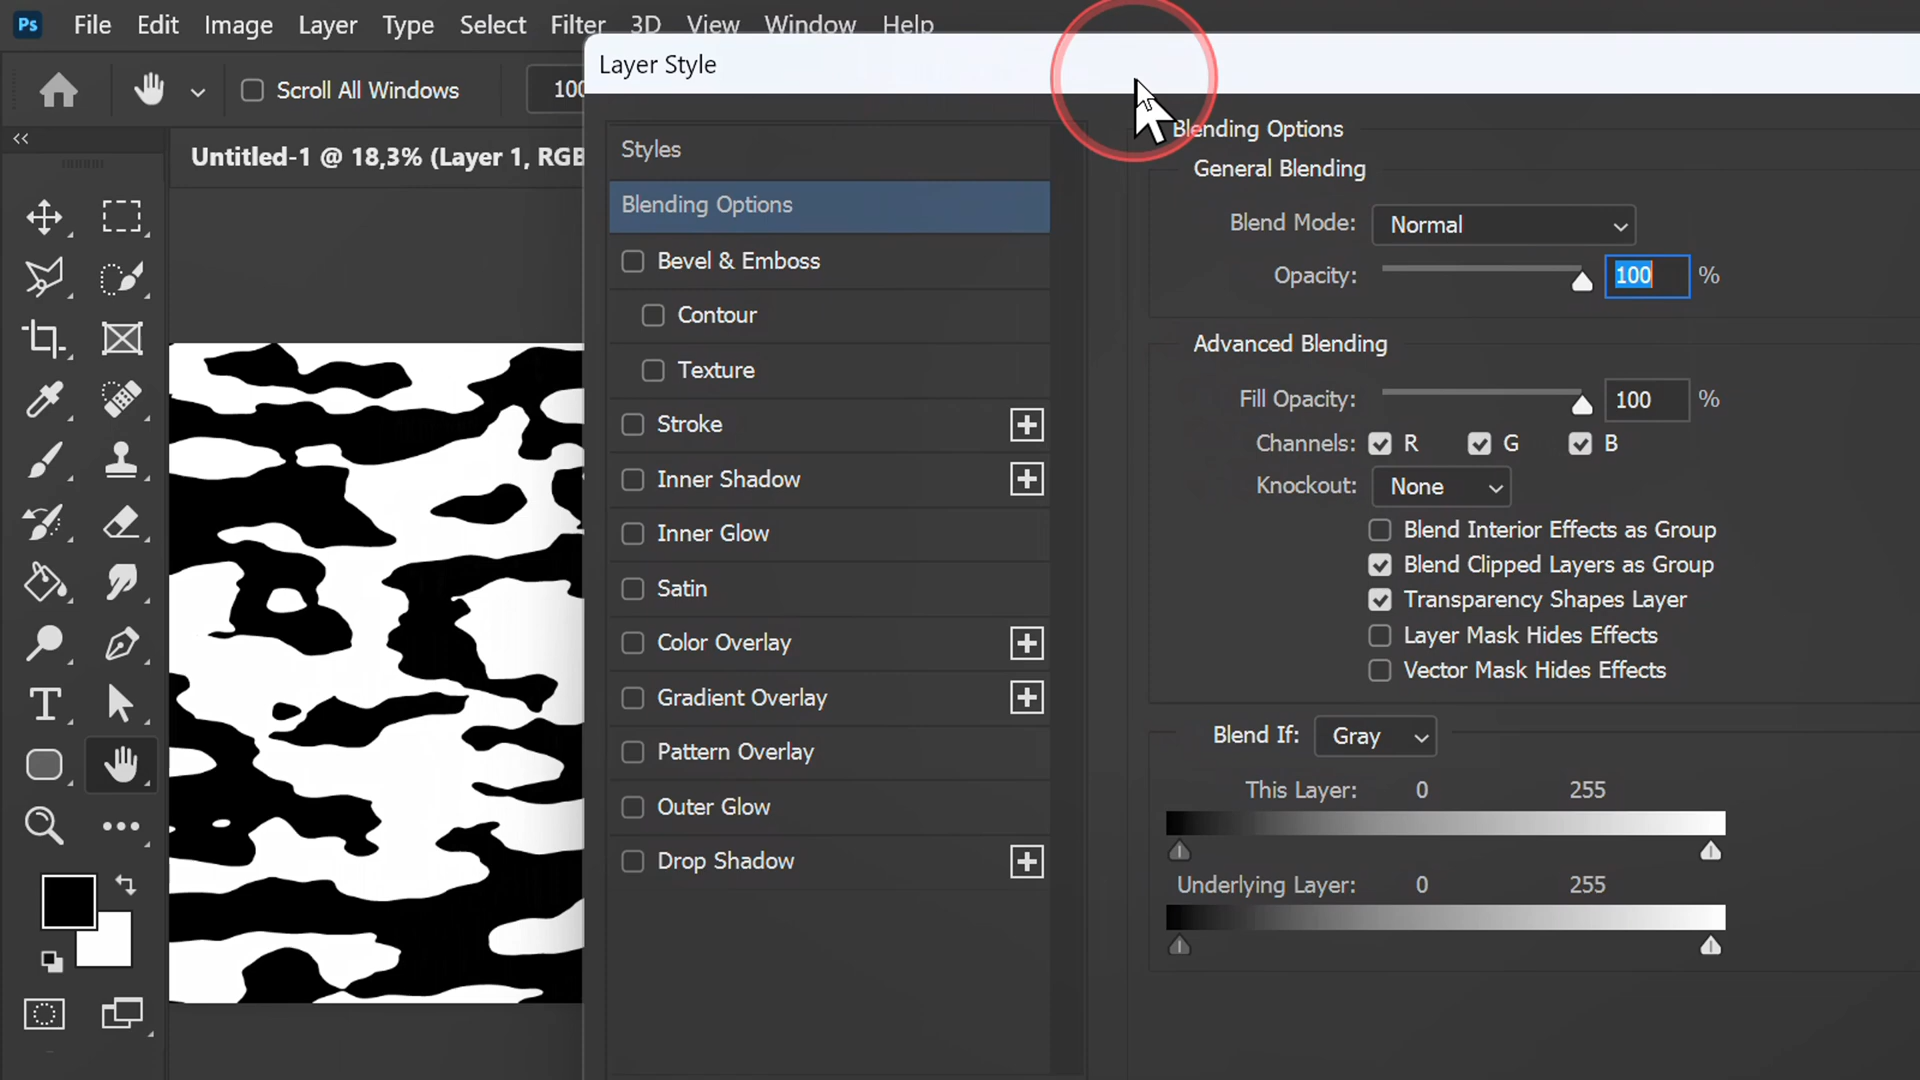 Ps File Edit Image Layer Type Select Filter 3D View Window Help
Scroll All Windows 100
Untitled-1 @ 18,3% (Layer 1, RGB
Layer Style
Styles
Blending Options
Bevel & Emboss
Contour
Texture
Stroke
Inner Shadow
Inner Glow
Satin
Color Overlay
Gradient Overlay
Pattern Overlay
Outer Glow
Drop Shadow
Blending Options
General Blending
Blend Mode: Normal
Opacity: 100 %
Advanced Blending
Fill Opacity: 100 %
Channels: R G B
Knockout: None
Blend Interior Effects as Group
Blend Clipped Layers as Group
Transparency Shapes Layer
Layer Mask Hides Effects
Vector Mask Hides Effects
Blend If: Gray
This Layer: 0 255
Underlying Layer: 0 255